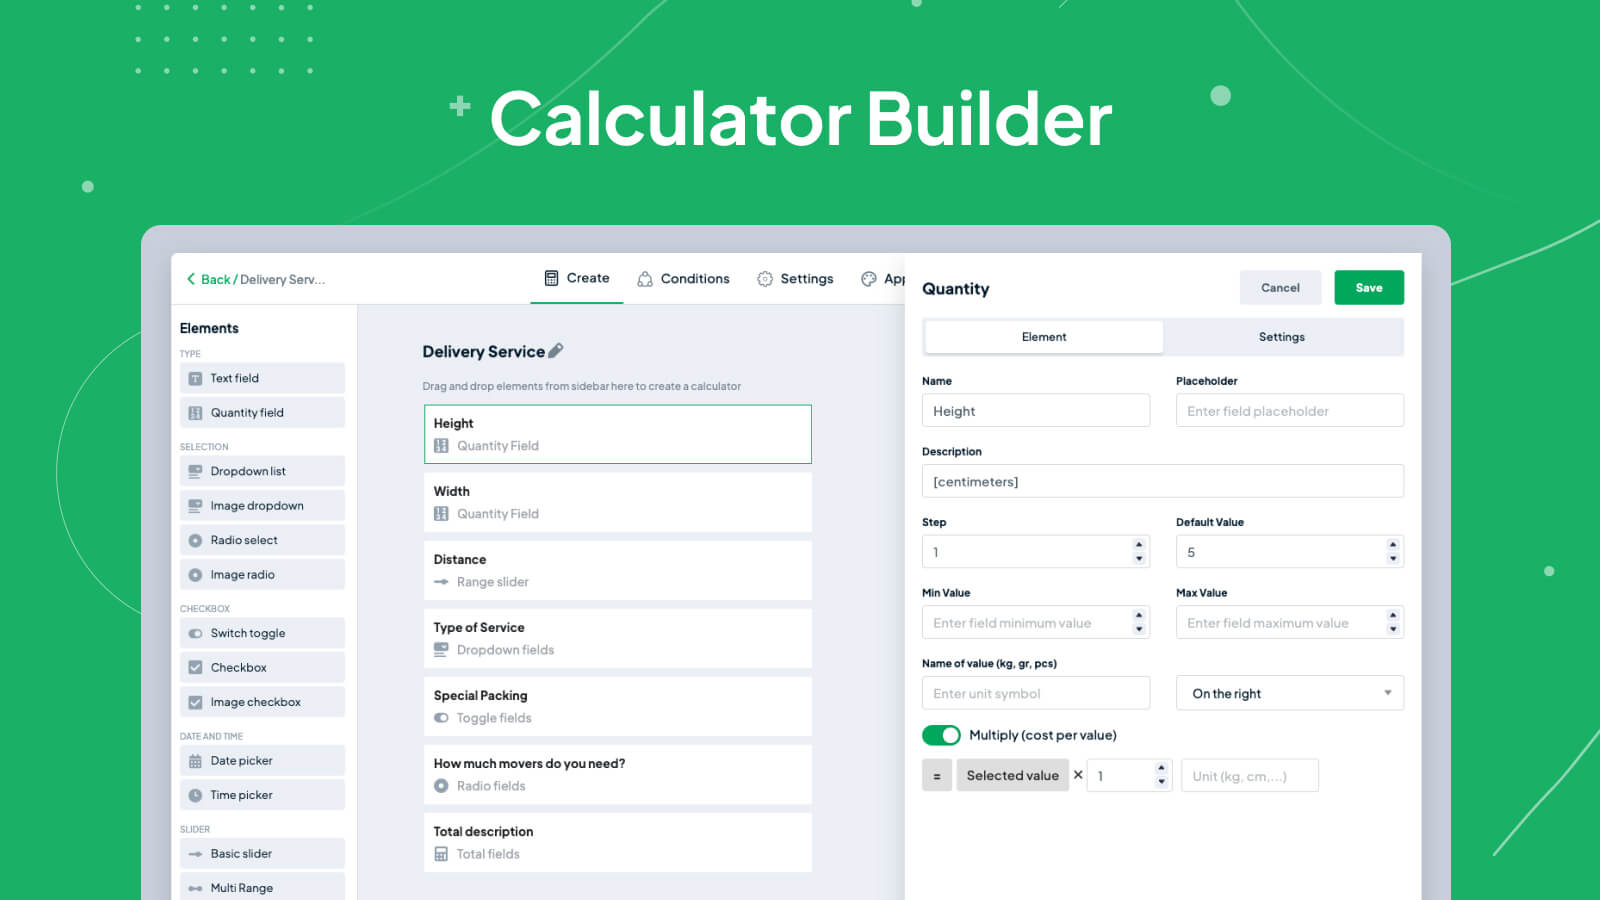 Calculator Builder
Back / Delivery Serv...
Create
Conditions
Settings
Elements
TYPE
Text field
Quantity field
SELECTION
Dropdown list
Image dropdown
Radio select
Image radio
CHECKBOX
Switch toggle
Checkbox
Image checkbox
DATE AND TIME
Date picker
Time picker
SLIDER
Basic slider
Multi Range
Delivery Service
Drag and drop elements from sidebar here to create a calculator
Height
Quantity Field
Width
Quantity Field
Distance
Range slider
Type of Service
Dropdown fields
Special Packing
Toggle fields
How much movers do you need?
Radio fields
Total description
Total fields
Quantity
Cancel
Save
Element
Settings
Name
Placeholder
Height
Enter field placeholder
Description
[centimeters]
Step
Default Value
1
5
Min Value
Max Value
Enter field minimum value
Enter field maximum value
Name of value (kg, gr, pcs)
Enter unit symbol
On the right
Multiply (cost per value)
= Selected value × 1 Unit (kg, cm,...)